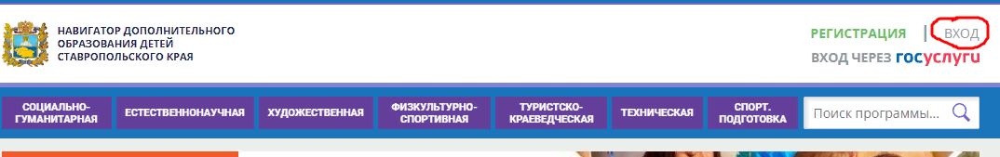 НАВИГАТОР ДОПОЛНИТЕЛЬНОГО
ОБРАЗОВАНИЯ ДЕТЕЙ
СТАВРОПОЛЬСКОГО КРАЯ
РЕГИСТРАЦИЯ | ВХОД
ВХОД ЧЕРЕЗ госуслуги
СОЦИАЛЬНО-
ГУМАНИТАРНАЯ
ЕСТЕСТВЕННОНАУЧНАЯ
ХУДОЖЕСТВЕННАЯ
ФИЗКУЛЬТУРНО-
СПОРТИВНАЯ
ТУРИСТСКО-
КРАЕВЕДЧЕСКАЯ
ТЕХНИЧЕСКАЯ
СПОРТ.
ПОДГОТОВКА
Поиск программы...